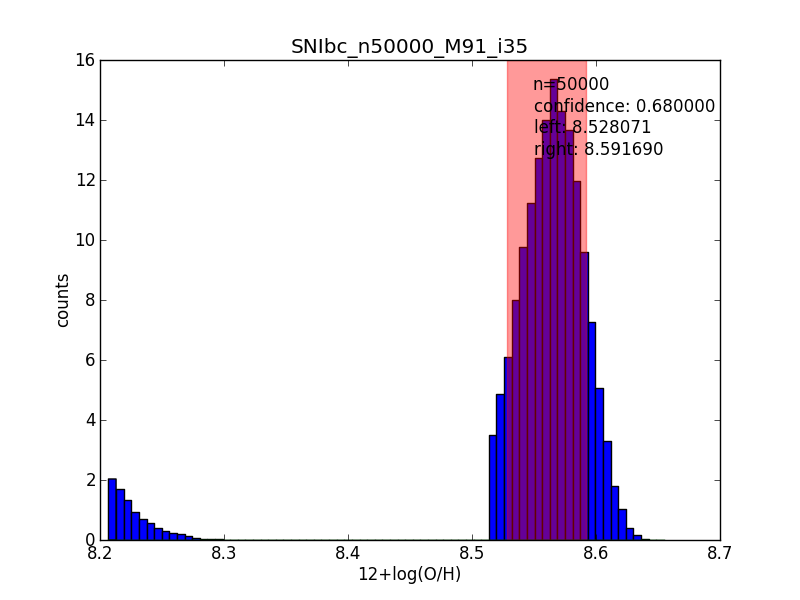 SNIbc_n50000_M91_i35
16
14
12
10
8
6
4
2
0
counts
n=50000
confidence: 0.680000
left: 8.528071
right: 8.591690
8.2
8.3
8.4
8.5
8.6
8.7
12+log(O/H)